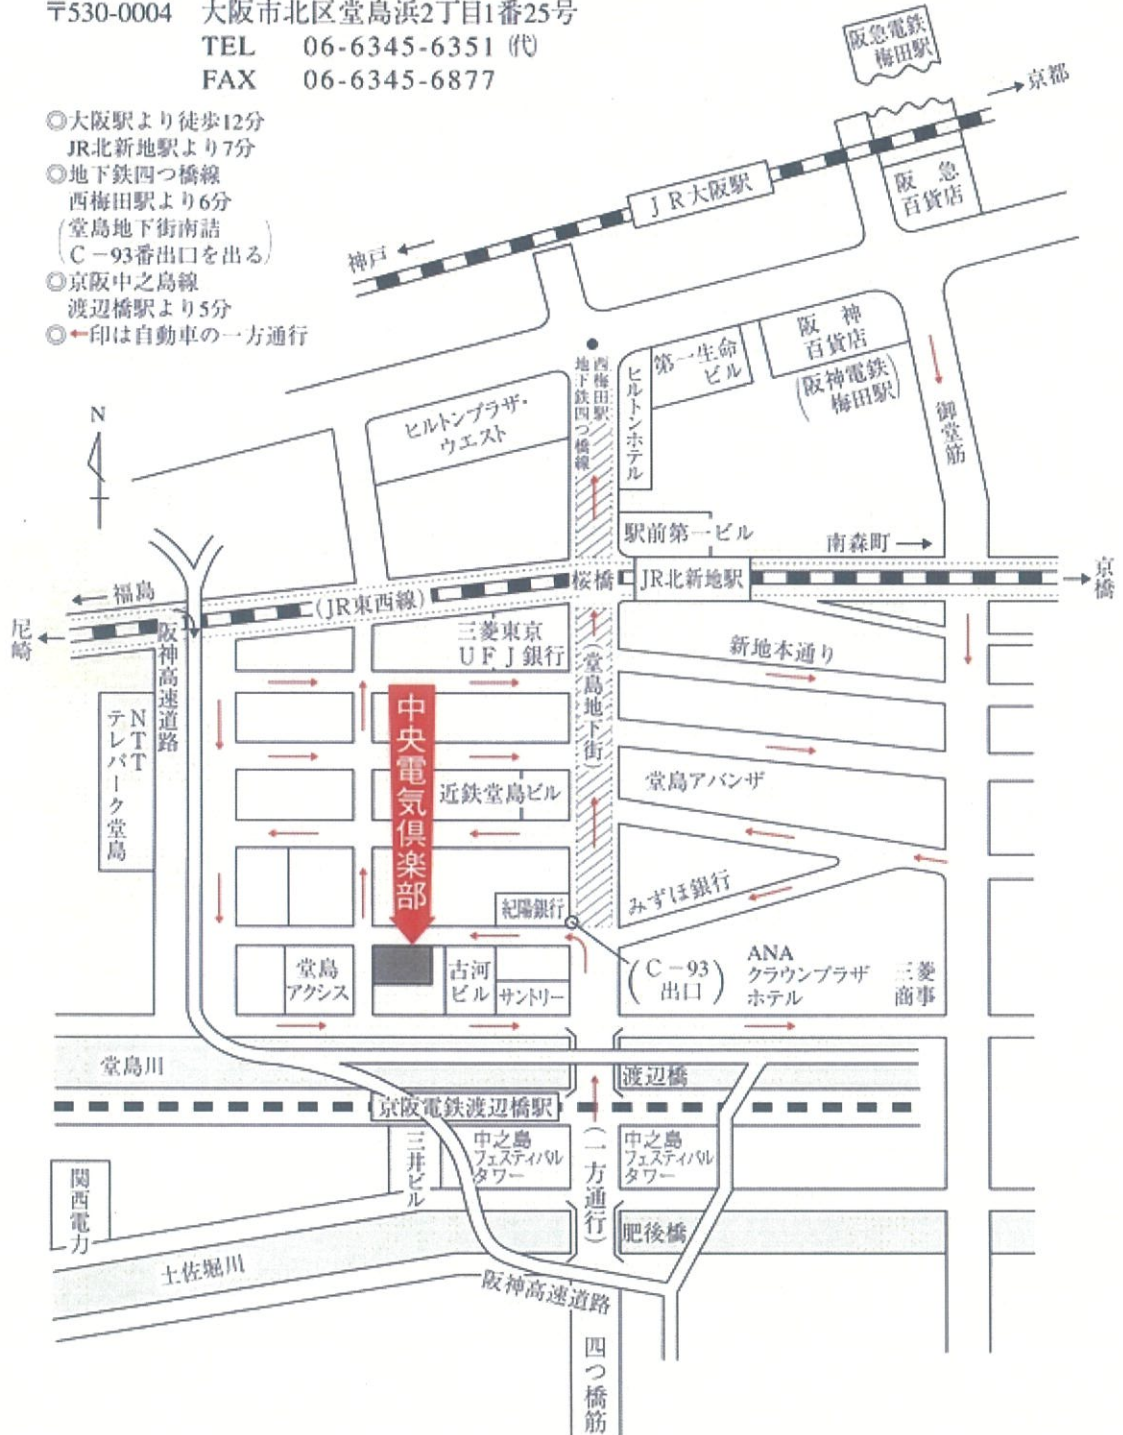 〒530-0004 大阪市北区堂島浜2丁目1番25号
TEL 06-6345-6351 ㈹
FAX 06-6345-6877
◎大阪駅より徒歩12分
JR北新地駅より7分
◎地下鉄四つ橋線
西梅田駅より6分
(堂島地下街南詰
C−93番出口を出る)
◎京阪中之島線
渡辺橋駅より5分
◎←印は自動車の一方通行
阪急電鉄
梅田駅
→京都
JR大阪駅
阪急
百貨店
神戸←
阪神
百貨店
(阪神電鉄
梅田駅)
第一生命
ビル
ヒルトンホテル
西梅田駅
地下鉄四つ橋線
ヒルトンプラザ・
ウエスト
御堂筋
N
駅前第一ビル
南森町→
←福島
(JR東西線)
桜橋
JR北新地駅
→京橋
尼崎←
阪神高速道路
三菱東京
UFJ銀行
新地本通り
(堂島地下街)
NTT
テレパーク堂島
中央電気倶楽部
近鉄堂島ビル
堂島アバンザ
紀陽銀行
みずほ銀行
堂島
アクシス
古河
ビル
サントリー
(C−93
出口)
ANA
クラウンプラザ
ホテル
三菱
商事
堂島川
渡辺橋
京阪電鉄渡辺橋駅
三井ビル
中之島
フェスティバル
タワー
(一方通行)
中之島
フェスティバル
タワー
関西電力
肥後橋
土佐堀川
阪神高速道路
四つ橋筋